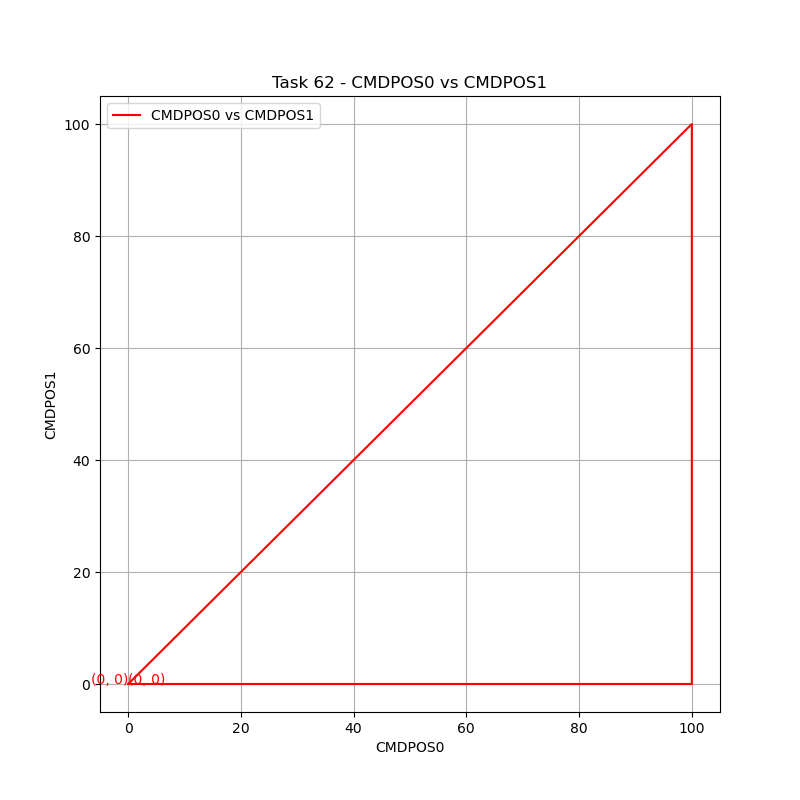 Task 62 - CMDPOS0 vs CMDPOS1
CMDPOS0 vs CMDPOS1
100
80
60
40
20
0
CMDPOS1
(0, 0)(0, 0)
0 20 40 60 80 100
CMDPOS0